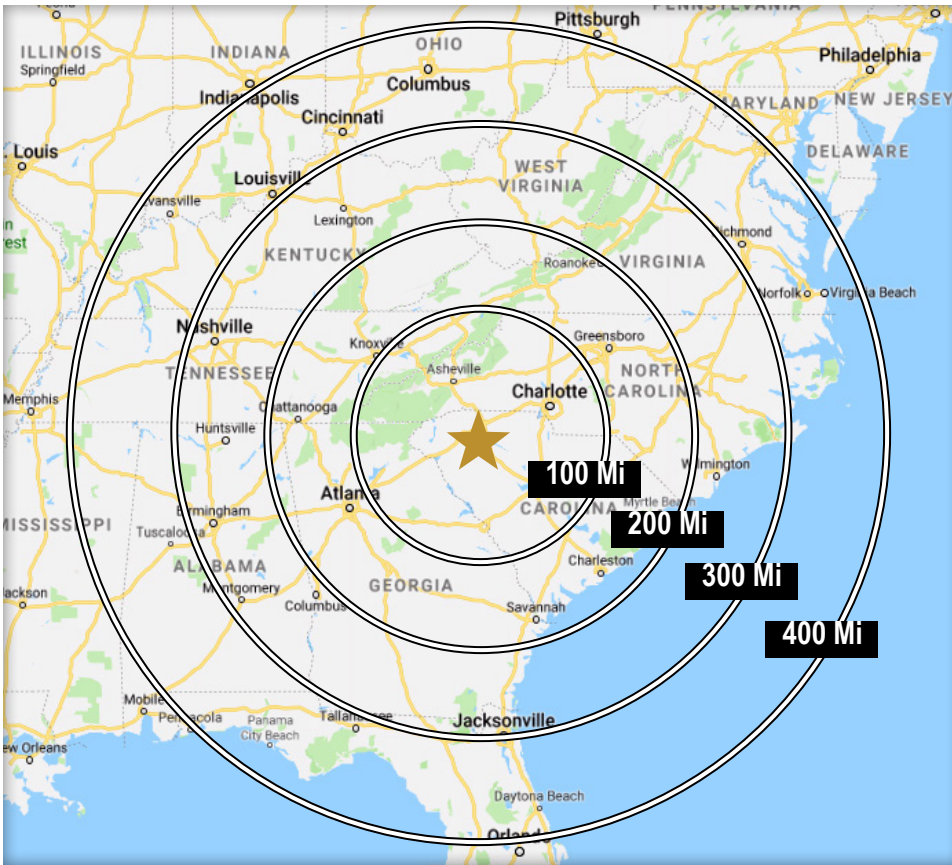 PENNSYLVANIA
Pittsburgh
ILLINOIS
INDIANA
OHIO
Springfield
Columbus
Philadelphia
Indianapolis
MARYLAND
NEW JERSEY
Cincinnati
. Louis
DELAWARE
WEST
VIRGINIA
Louisville
Evansville
Lexington
Richmond
KENTUCKY
Roanoke
VIRGINIA
rest
Norfolk
Virginia Beach
Nashville
Knoxville
Greensboro
TENNESSEE
Asheville
NORTH
CAROLINA
Memphis
Charlotte
Chattanooga
Huntsville
Wilmington
100 Mi
Atlanta
CAROLINA
Myrtle Beach
Birmingham
MISSISSIPPI
200 Mi
Tuscaloosa
Charleston
ALABAMA
300 Mi
Montgomery
GEORGIA
Jackson
Columbus
Savannah
400 Mi
Mobile
Pensacola
Panama
City Beach
Tallahassee
Jacksonville
ew Orleans
Daytona Beach
Orlando